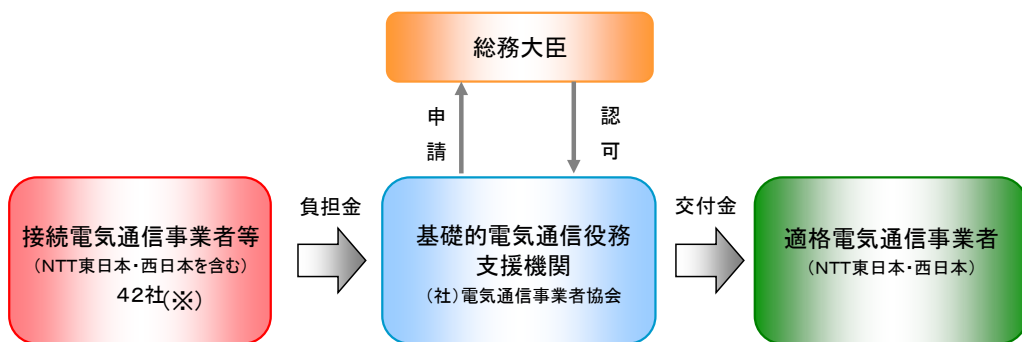 総務大臣
申請
認可
接続電気通信事業者等
（NTT東日本・西日本を含む）
42社(※)
負担金
基礎的電気通信役務
支援機関
（社）電気通信事業者協会
交付金
適格電気通信事業者
（NTT東日本・西日本）